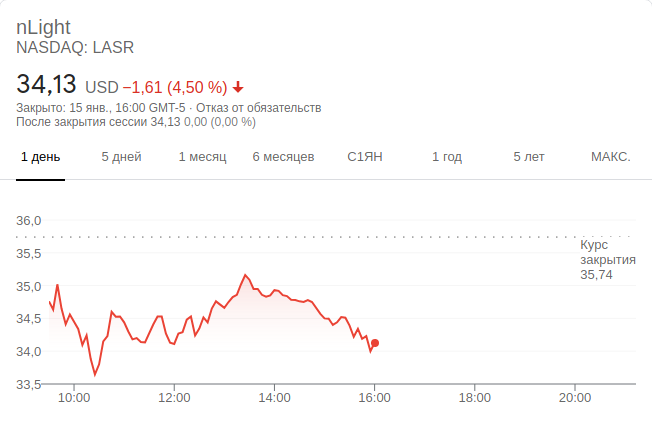 nLight
NASDAQ: LASR
34,13 USD −1,61 (4,50 %)
Закрыто: 15 янв., 16:00 GMT-5 · Отказ от обязательств
После закрытия сессии 34,13 0,00 (0,00 %)
1 день 5 дней 1 месяц 6 месяцев С1ЯН 1 год 5 лет МАКС.
36,0
Курс
закрытия
35,74
35,5
35,0
34,5
34,0
33,5
10:00 12:00 14:00 16:00 18:00 20:00